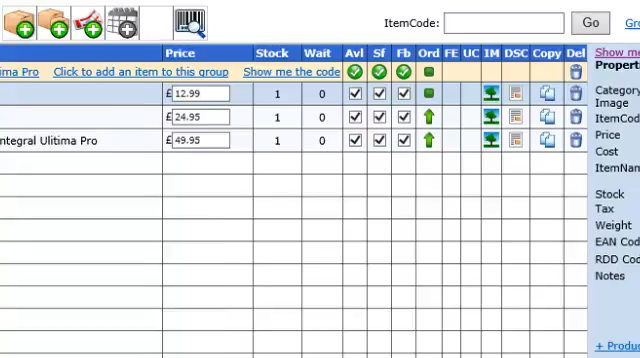 ItemCode: Go Gro
Price Stock Wait Avl Sf Fb Ord FE UC IM DSC Copy Del Show me
ima Pro Click to add an item to this group Show me the code Properti
£ 12.99 1 0 Category
Image
£ 24.95 1 0 ItemCod
Price
ntegral Ulitima Pro £ 49.95 1 0
Cost
ItemNam
Stock
Tax
Weight
EAN Cod
RDD Cod
Notes
+ Produc